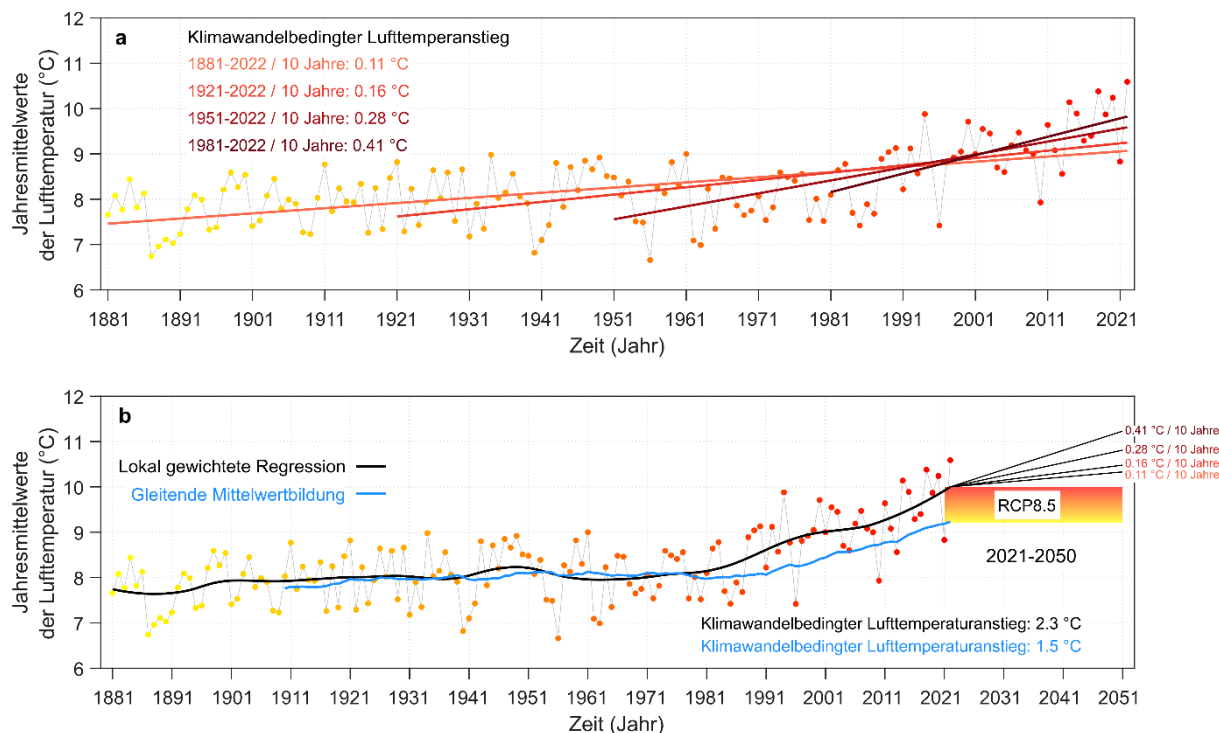 a
Klimawandelbedingter Lufttemperanstieg
1881-2022 / 10 Jahre: 0.11 °C
1921-2022 / 10 Jahre: 0.16 °C
1951-2022 / 10 Jahre: 0.28 °C
1981-2022 / 10 Jahre: 0.41 °C
Jahresmittelwerte
der Lufttemperatur (°C)
12
11
10
9
8
7
6
1881 1891 1901 1911 1921 1931 1941 1951 1961 1971 1981 1991 2001 2011 2021
Zeit (Jahr)
b
Lokal gewichtete Regression
Gleitende Mittelwertbildung
0.41 °C / 10 Jahre
0.28 °C / 10 Jahre
0.16 °C / 10 Jahre
0.11 °C / 10 Jahre
RCP8.5
2021-2050
Klimawandelbedingter Lufttemperaturanstieg: 2.3 °C
Klimawandelbedingter Lufttemperaturanstieg: 1.5 °C
Jahresmittelwerte
der Lufttemperatur (°C)
12
11
10
9
8
7
6
1881 1891 1901 1911 1921 1931 1941 1951 1961 1971 1981 1991 2001 2011 2021 2031 2041 2051
Zeit (Jahr)